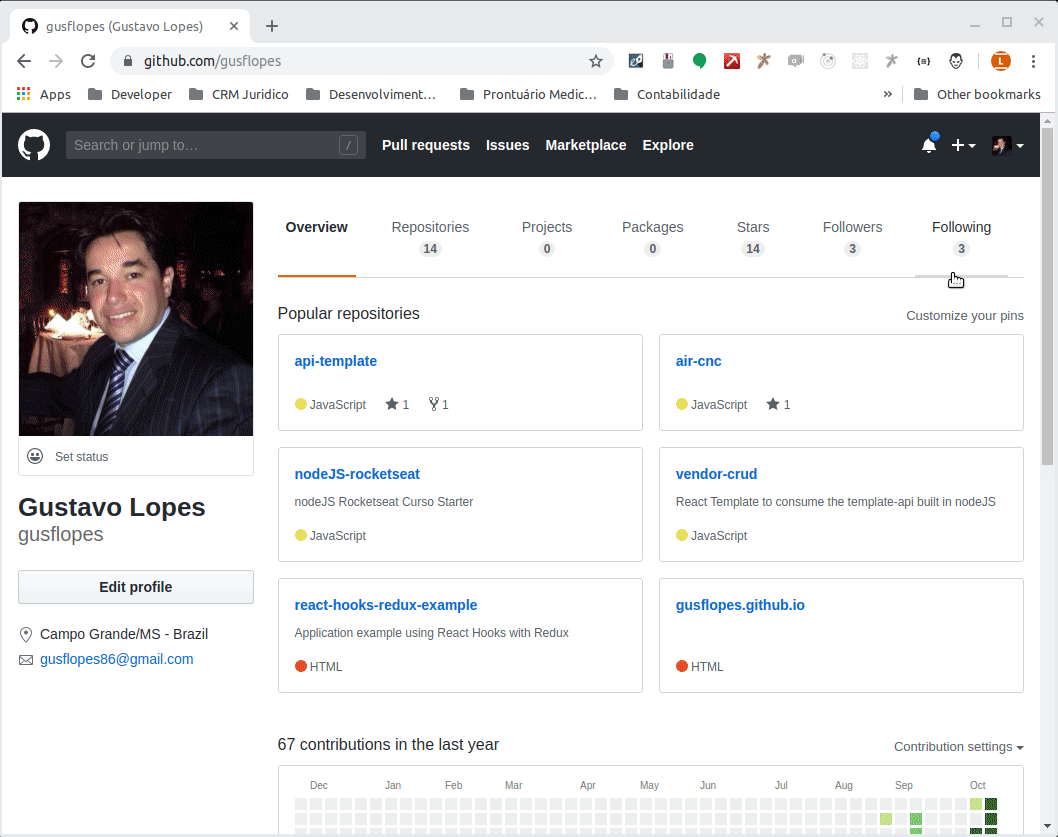 gusflopes (Gustavo Lopes)
github.com/gusflopes
Apps Developer CRM Juridico Desenvolviment… Prontuário Medic… Contabilidade » Other bookmarks
Search or jump to… / Pull requests Issues Marketplace Explore
Overview Repositories 14 Projects 0 Packages 0 Stars 14 Followers 3 Following 3
Set status
Gustavo Lopes
gusflopes
Edit profile
Campo Grande/MS - Brazil
gusflopes86@gmail.com
Popular repositories Customize your pins
api-template
JavaScript 1 1
air-cnc
JavaScript 1
nodeJS-rocketseat
nodeJS Rocketseat Curso Starter
JavaScript
vendor-crud
React Template to consume the template-api built in nodeJS
JavaScript
react-hooks-redux-example
Application example using React Hooks with Redux
HTML
gusflopes.github.io
HTML
67 contributions in the last year Contribution settings
Dec Jan Feb Mar Apr May Jun Jul Aug Sep Oct